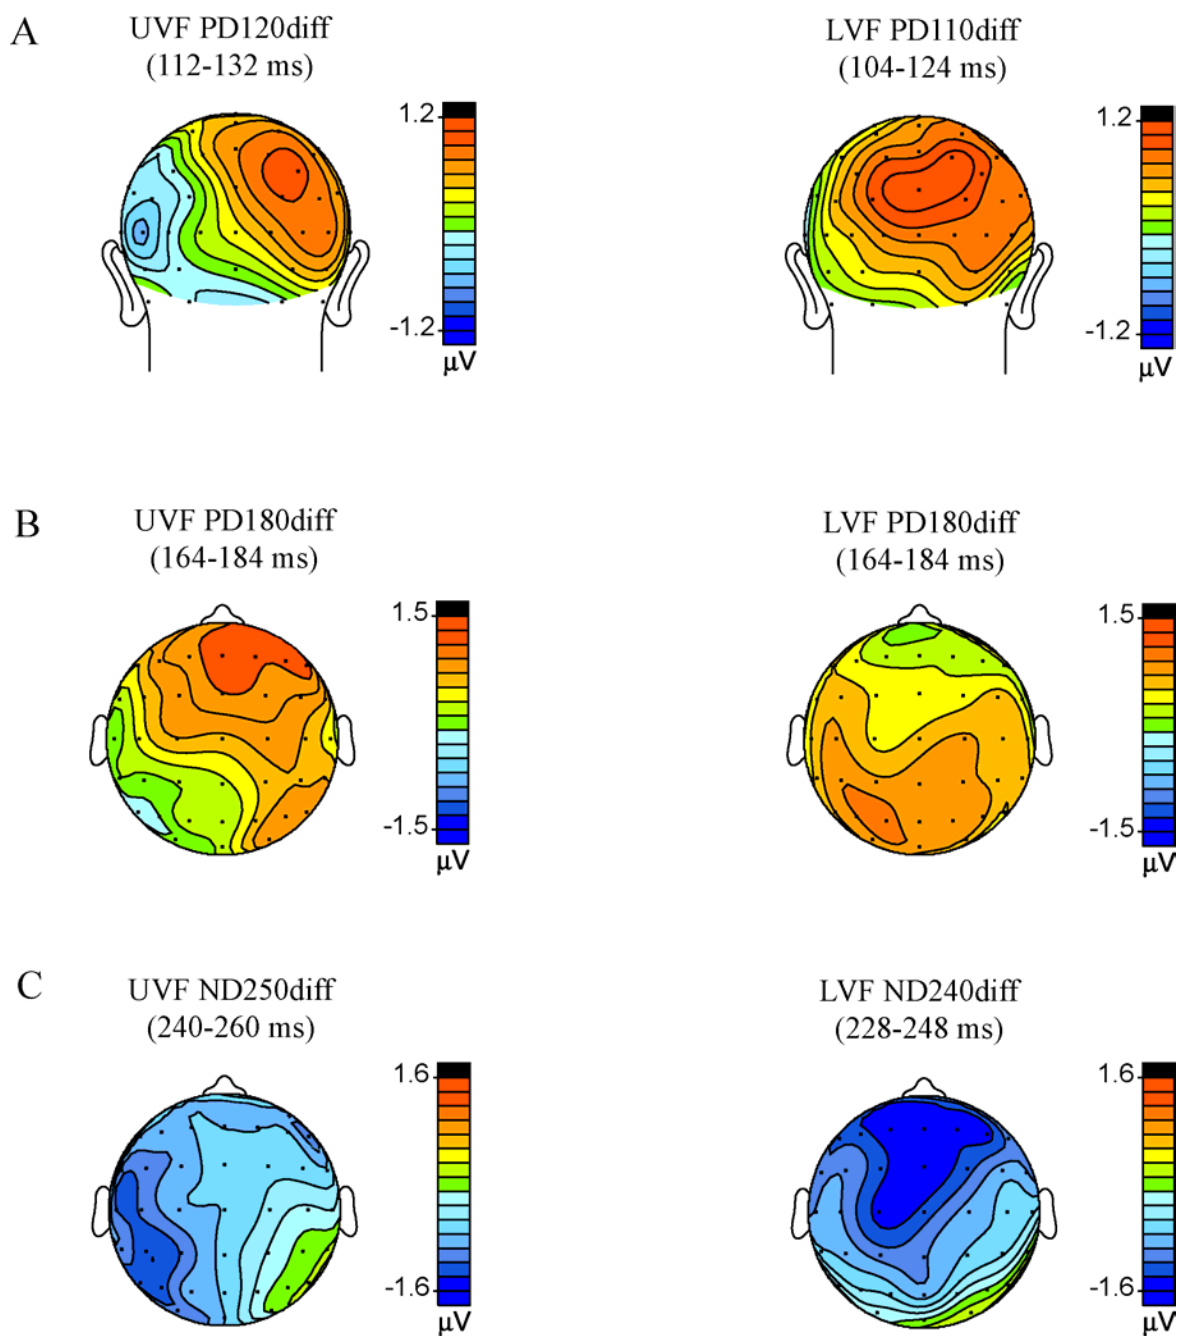 A
UVF PD120diff
(112-132 ms)
1.2
-1.2
μV
LVF PD110diff
(104-124 ms)
1.2
-1.2
μV
B
UVF PD180diff
(164-184 ms)
1.5
-1.5
μV
LVF PD180diff
(164-184 ms)
1.5
-1.5
μV
C
UVF ND250diff
(240-260 ms)
1.6
-1.6
μV
LVF ND240diff
(228-248 ms)
1.6
-1.6
μV